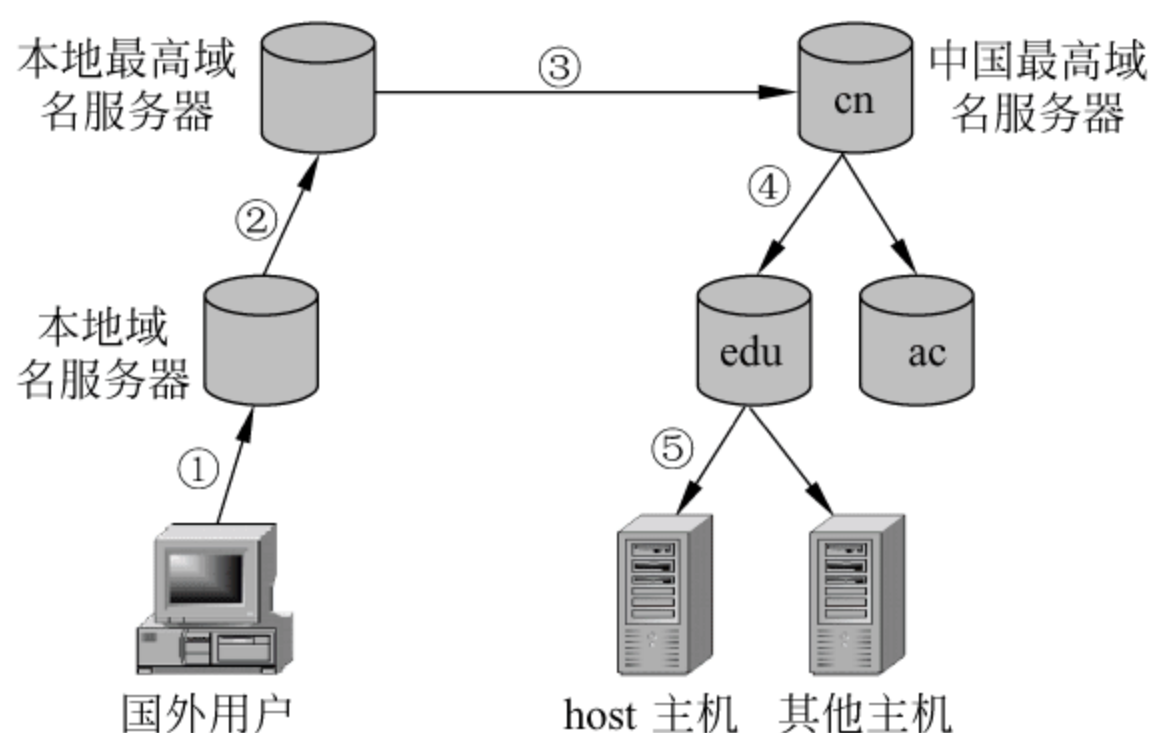 本地最高域
名服务器
③
cn
中国最高域
名服务器
②
④
本地域
名服务器
edu
ac
①
⑤
国外用户
host 主机
其他主机